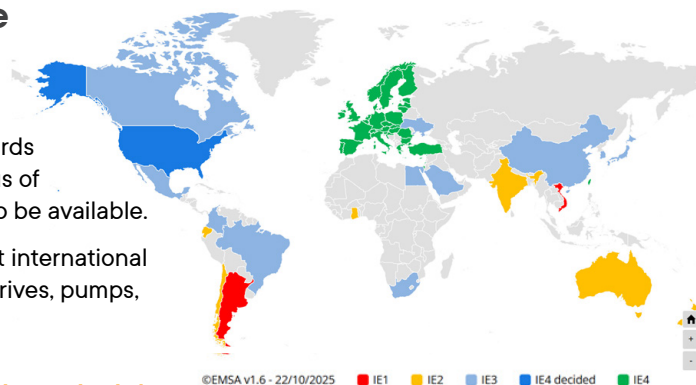 e
rds
s of
o be available.
t international
rives, pumps,
©EMSA v1.6 - 22/10/2025 IE1 IE2 IE3 IE4 decided IE4
+
-